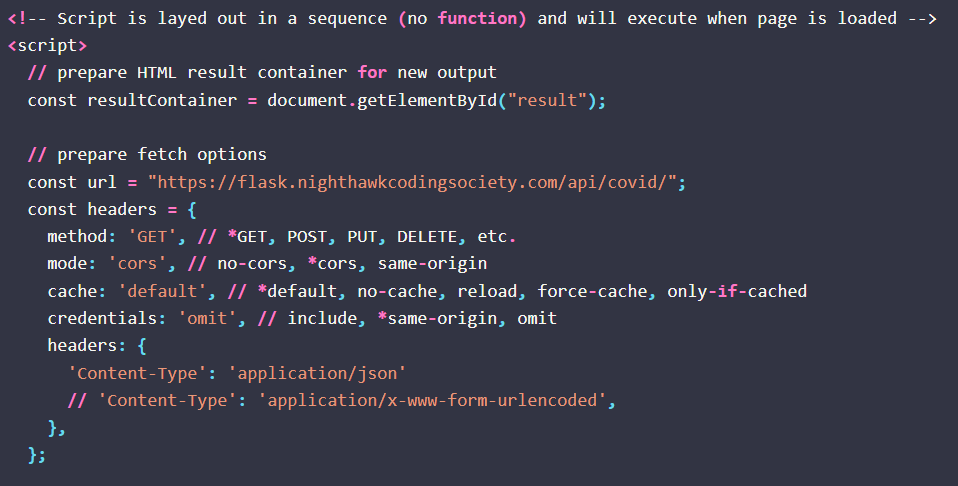 <!-- Script is layed out in a sequence (no function) and will execute when page is loaded -->
<script>
  // prepare HTML result container for new output
  const resultContainer = document.getElementById("result");

  // prepare fetch options
  const url = "https://flask.nighthawkcodingsociety.com/api/covid/";
  const headers = {
    method: 'GET', // *GET, POST, PUT, DELETE, etc.
    mode: 'cors', // no-cors, *cors, same-origin
    cache: 'default', // *default, no-cache, reload, force-cache, only-if-cached
    credentials: 'omit', // include, *same-origin, omit
    headers: {
      'Content-Type': 'application/json'
      // 'Content-Type': 'application/x-www-form-urlencoded',
    },
  };